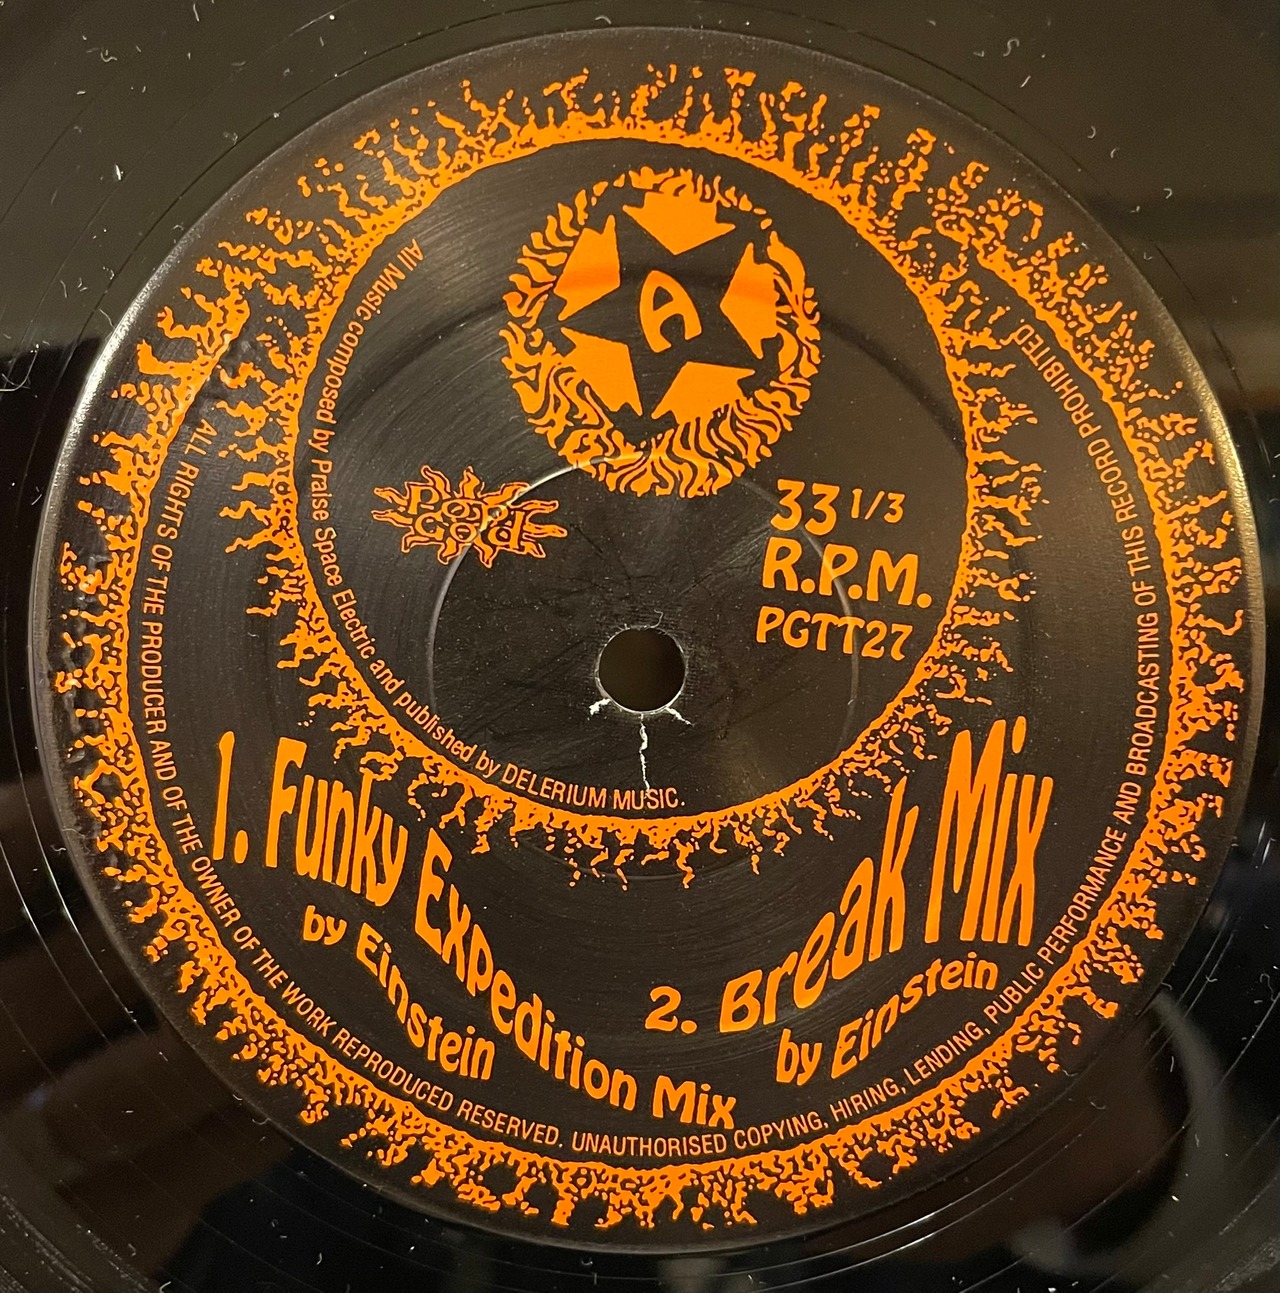 A
Pogo
God
33 1/3
R.P.M.
PGTT27
All Music composed by Praise Space Electric and published by DELERIUM MUSIC.
1. Funky Expedition Mix
by Einstein
2. Break Mix
by Einstein
ALL RIGHTS OF THE PRODUCER AND OF THE OWNER OF THE WORK REPRODUCED RESERVED. UNAUTHORISED COPYING, HIRING, LENDING, PUBLIC PERFORMANCE AND BROADCASTING OF THIS RECORD PROHIBITED